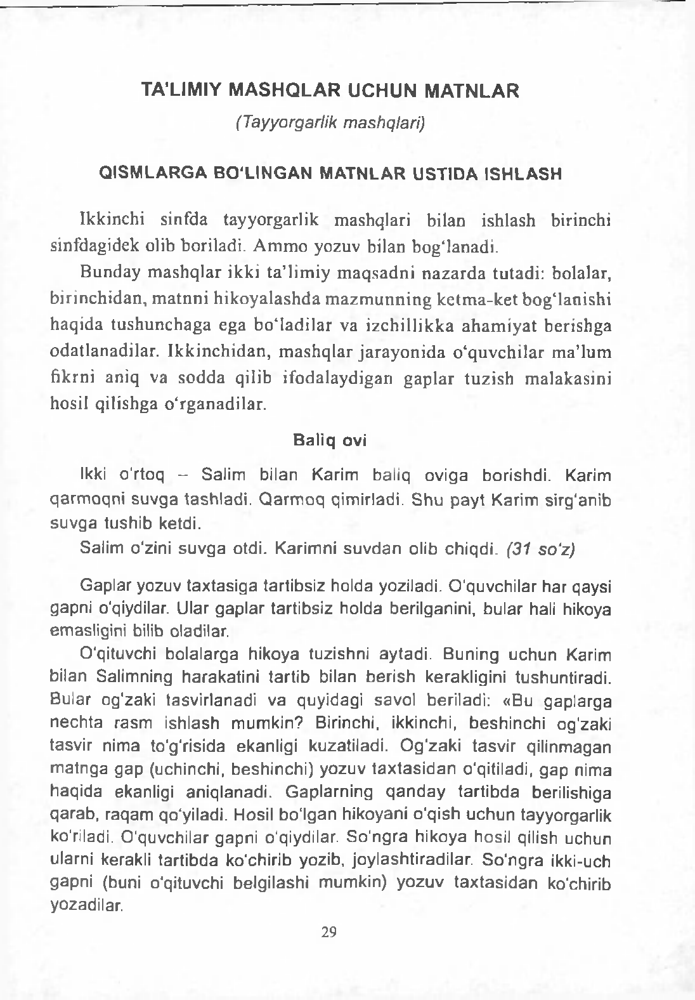 TA’LIMIY MASHQLAR UCHUN MATNLAR
(Tayyorgarlik mashqlari)
QISMLARGA BO‘LINGAN MATNLAR USTIDA ISHLASH
Ikkinchi sinfda tayyorgarlik mashqlari bilan ishlash birinchi
sinfdagidek olib boriladi. Ammo yozuv bilan bog‘lanadi.
Bunday mashqlar ikki ta’limiy maqsadni nazarda tutadi: bolalar,
birinchidan, matnni hikoyalashda mazmunning ketma-ket bog‘lanishi
haqida tushunchaga ega bo‘ladilar va izchillikka ahamiyat berishga
odatlanadilar. Ikkinchidan, mashqlar jarayonida o‘quvchilar ma’lum
fikrni aniq va sodda qilib ifodalaydigan gaplar tuzish malakasini
hosil qilishga o‘rganadilar.
Baliq ovi
Ikki o‘rtoq – Salim bilan Karim baliq oviga borishdi. Karim
qarmoqni suvga tashladi. Qarmoq qimirladi. Shu payt Karim sirg‘anib
suvga tushib ketdi.
Salim o‘zini suvga otdi. Karimni suvdan olib chiqdi. (31 so‘z)
Gaplar yozuv taxtasiga tartibsiz holda yoziladi. O‘quvchilar har qaysi
gapni o‘qiydilar. Ular gaplar tartibsiz holda berilganini, bular hali hikoya
emasligini bilib oladilar.
O‘qituvchi bolalarga hikoya tuzishni aytadi. Buning uchun Karim
bilan Salimning harakatini tartib bilan berish kerakligini tushuntiradi.
Bular og‘zaki tasvirlanadi va quyidagi savol beriladi: «Bu gaplarga
nechta rasm ishlash mumkin? Birinchi, ikkinchi, beshinchi og‘zaki
tasvir nima to‘g‘risida ekanligi kuzatiladi. Og‘zaki tasvir qilinmagan
matnga gap (uchinchi, beshinchi) yozuv taxtasidan o‘qitiladi, gap nima
haqida ekanligi aniqlanadi. Gaplarning qanday tartibda berilishiga
qarab, raqam qo‘yiladi. Hosil bo‘lgan hikoyani o‘qish uchun tayyorgarlik
ko‘riladi. O‘quvchilar gapni o‘qiydilar. So‘ngra hikoya hosil qilish uchun
ularni kerakli tartibda ko‘chirib yozib, joylashtiradilar. So‘ngra ikki-uch
gapni (buni o‘qituvchi belgilashi mumkin) yozuv taxtasidan ko‘chirib
yozadilar.
29